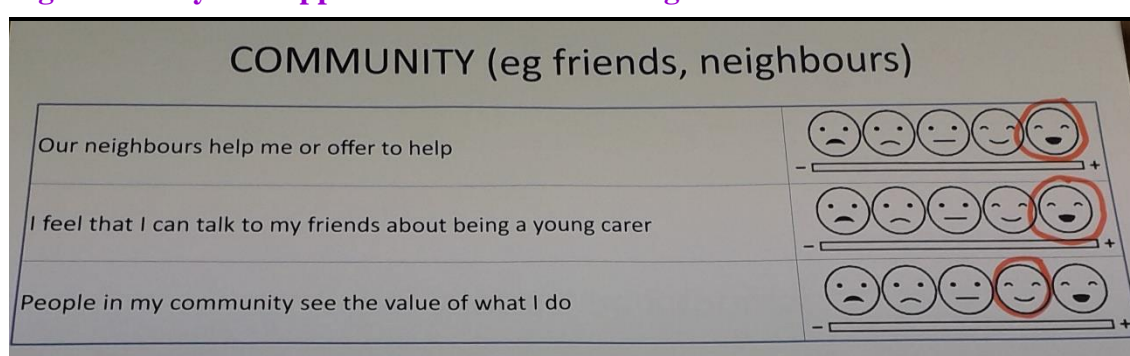 COMMUNITY (eg friends, neighbours)
Our neighbours help me or offer to help
- +
I feel that I can talk to my friends about being a young carer
- +
People in my community see the value of what I do
- +